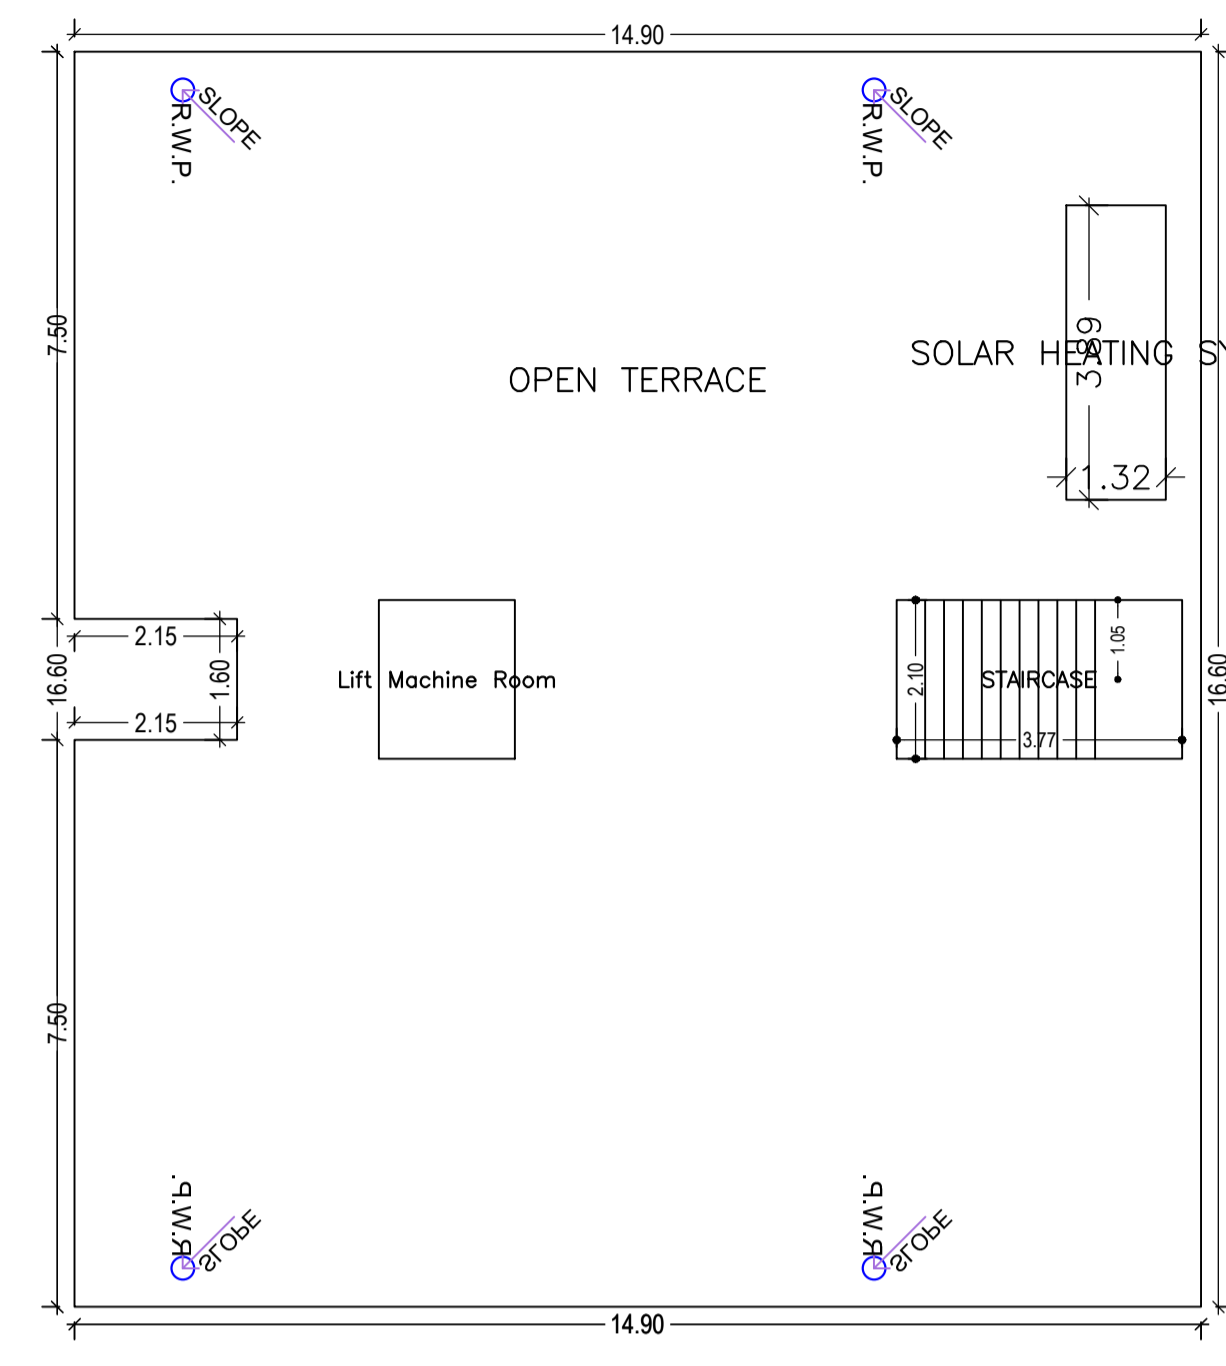 14.90
SLOPE
R.W.P.
SLOPE
R.W.P.
7.50
SOLAR HEATING SY
3.89
OPEN TERRACE
1.32
2.15
1.60
16.60
2.15
Lift Machine Room
2.10
STAIRCASE
1.05
3.77
16.60
7.50
R.W.P.
SLOPE
R.W.P.
SLOPE
14.90